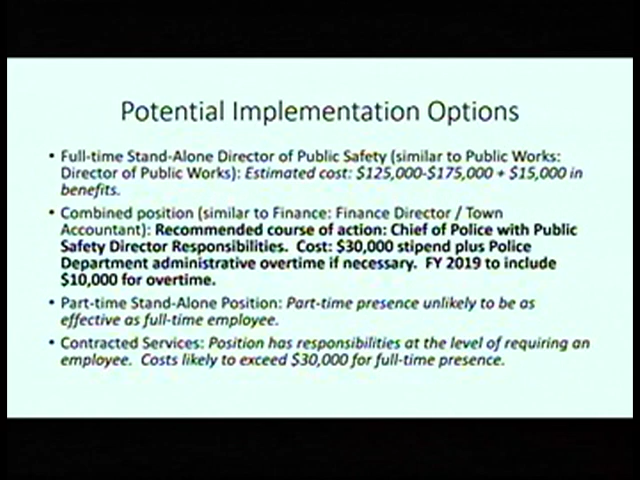 Potential Implementation Options
• Full-time Stand-Alone Director of Public Safety (similar to Public Works:
Director of Public Works): Estimated cost: $125,000-$175,000 + $15,000 in
benefits.
• Combined position (similar to Finance: Finance Director / Town
Accountant): Recommended course of action: Chief of Police with Public
Safety Director Responsibilities.  Cost: $30,000 stipend plus Police
Department administrative overtime if necessary.  FY 2019 to include
$10,000 for overtime.
• Part-time Stand-Alone Position: Part-time presence unlikely to be as
effective as full-time employee.
• Contracted Services: Position has responsibilities at the level of requiring an
employee.  Costs likely to exceed $30,000 for full-time presence.